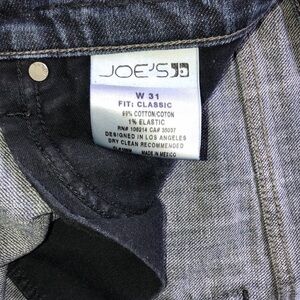 JOE'S
W 31
FIT: CLASSIC
99% COTTON/COTON
1% ELASTIC
RN# 106214 CA# 35037
DESIGNED IN LOS ANGELES
DRY CLEAN RECOMMENDED
MADE IN MEXICO